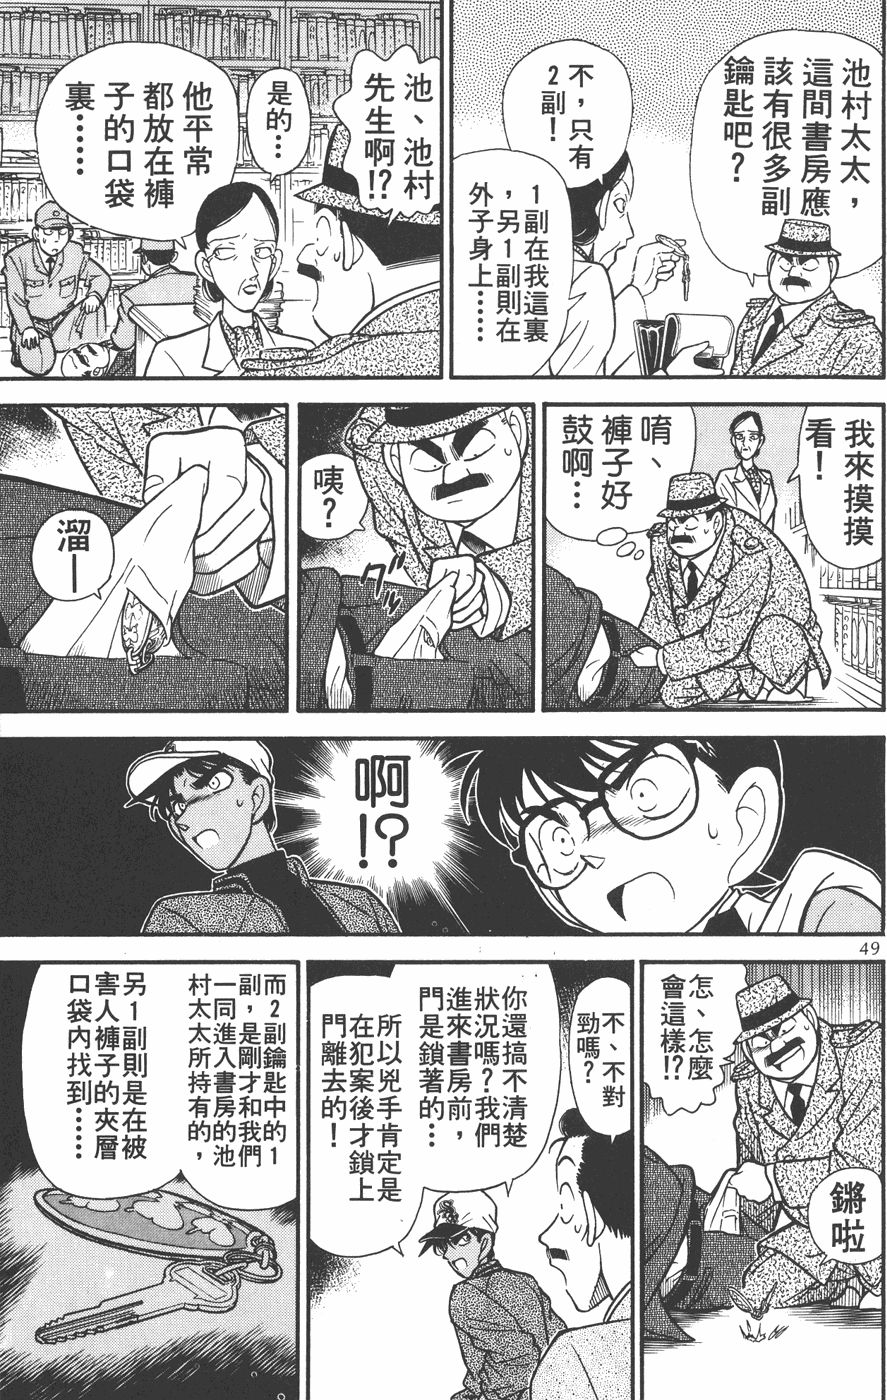 池村太太，
這間書房應
該有很多副
鑰匙吧？
不，只有
2副！
1副在我這裏
，另1副則在
外子身上……
池、池村
先生啊!?
是的…
他平常
都放在褲
子的口袋
裏……
我來摸摸
看！
唷、
褲子好
鼓啊…
咦？
グッ
溜ー
啊!?
49
怎、怎麼
會這樣!?
鏘啦
不、不對
勁嗎？
你還搞不清楚
狀況嗎？我們
進來書房前，
門是鎖著的…
所以兇手肯定是
在犯案後才鎖上
門離去的！
而2副鑰匙中的1
副，是剛才和我們
一同進入書房的池
村太太所持有的，
另1副則是在被
害人褲子的夾層
口袋內找到……